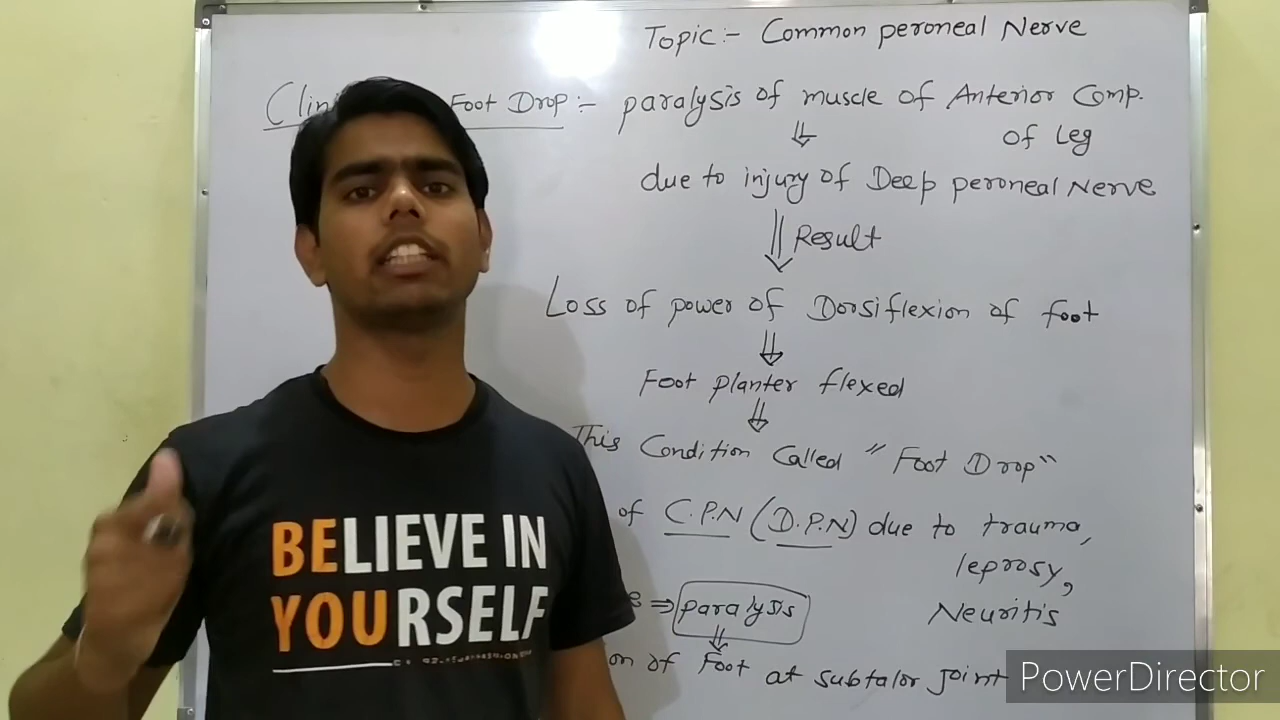 Topic:- Common peroneal Nerve
Foot Drop:- paralysis of muscle of Anterior Comp.
of Leg
due to injury of Deep peroneal Nerve
Result
Loss of power of Dorsiflexion of foot
Foot planter flexed
This Condition Called "Foot Drop"
of C.P.N (D.P.N) due to trauma,
leprosy,
Neuritis
⇒ paralysis
of Foot at subtalor joint
BELIEVE IN
YOURSELF
PowerDirector